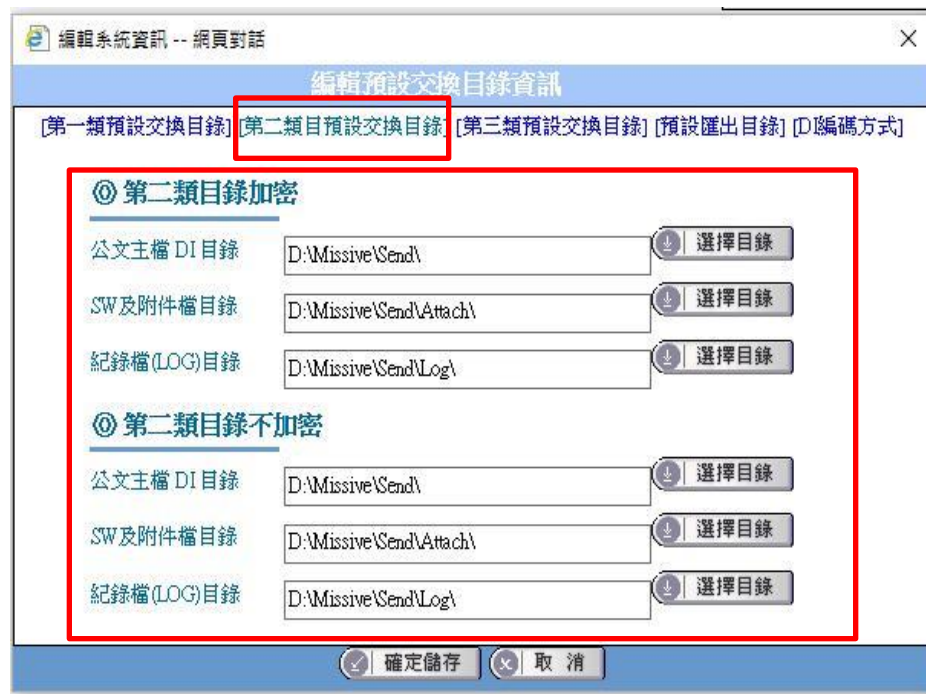 編輯系統資訊 -- 網頁對話
編輯預設交換目錄資訊
[第一類預設交換目錄] [第二類目預設交換目錄] [第三類預設交換目錄] [預設匯出目錄] [DI編碼方式]
◎ 第二類目錄加密
公文主檔 DI 目錄 D:\Missive\Send\ 選擇目錄
SW及附件檔目錄 D:\Missive\Send\Attach\ 選擇目錄
紀錄檔(LOG)目錄 D:\Missive\Send\Log\ 選擇目錄
◎ 第二類目錄不加密
公文主檔 DI 目錄 D:\Missive\Send\ 選擇目錄
SW及附件檔目錄 D:\Missive\Send\Attach\ 選擇目錄
紀錄檔(LOG)目錄 D:\Missive\Send\Log\ 選擇目錄
確定儲存 取 消